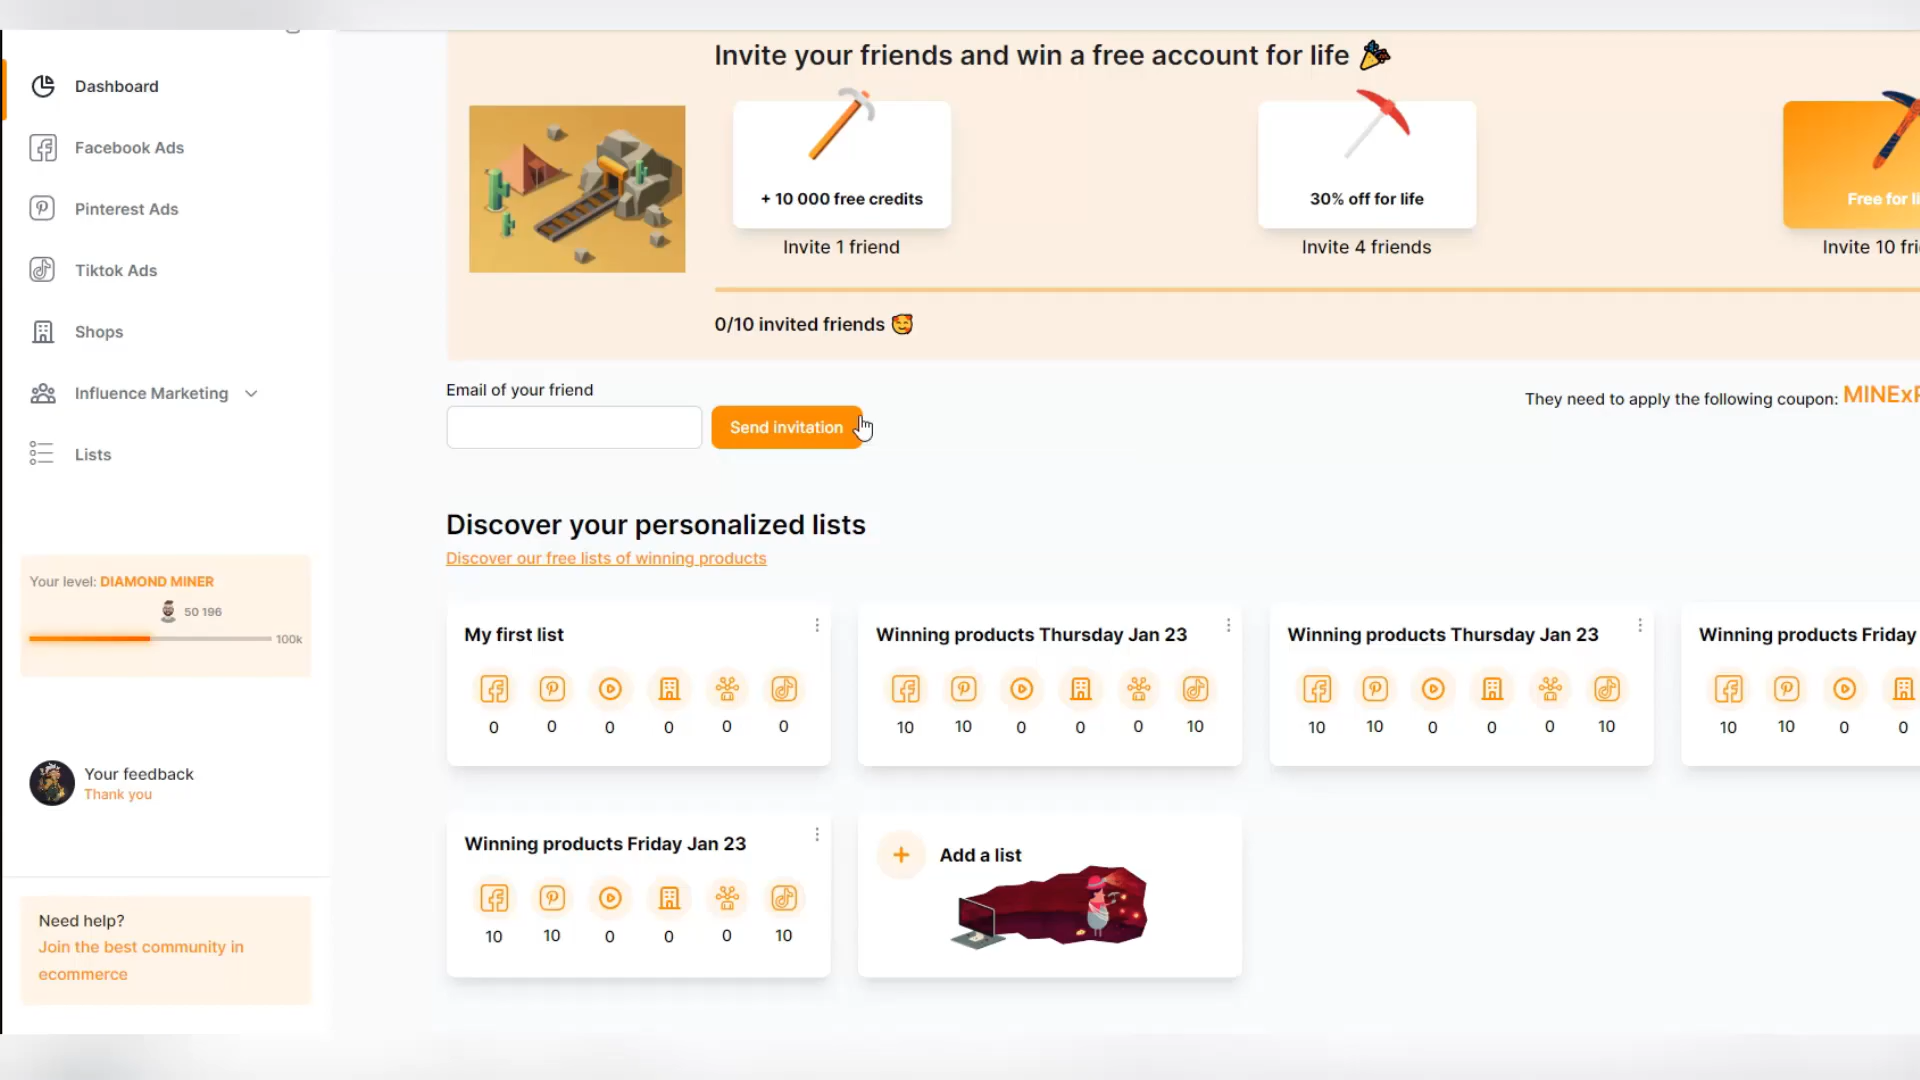 Dashboard
Facebook Ads
Pinterest Ads
Tiktok Ads
Shops
Influence Marketing
Lists
Your level: DIAMOND MINER
50 196
100k
Your feedback
Thank you
Need help?
Join the best community in
ecommerce
Invite your friends and win a free account for life
+ 10 000 free credits
Invite 1 friend
30% off for life
Invite 4 friends
Free for li
Invite 10 fri
0/10 invited friends
Email of your friend
Send invitation
They need to apply the following coupon: MINExP
Discover your personalized lists
Discover our free lists of winning products
My first list
0 0 0 0 0 0
Winning products Thursday Jan 23
10 10 0 0 0 10
Winning products Thursday Jan 23
10 10 0 0 0 10
Winning products Friday
10 10 0 0
Winning products Friday Jan 23
10 10 0 0 0 10
+ Add a list